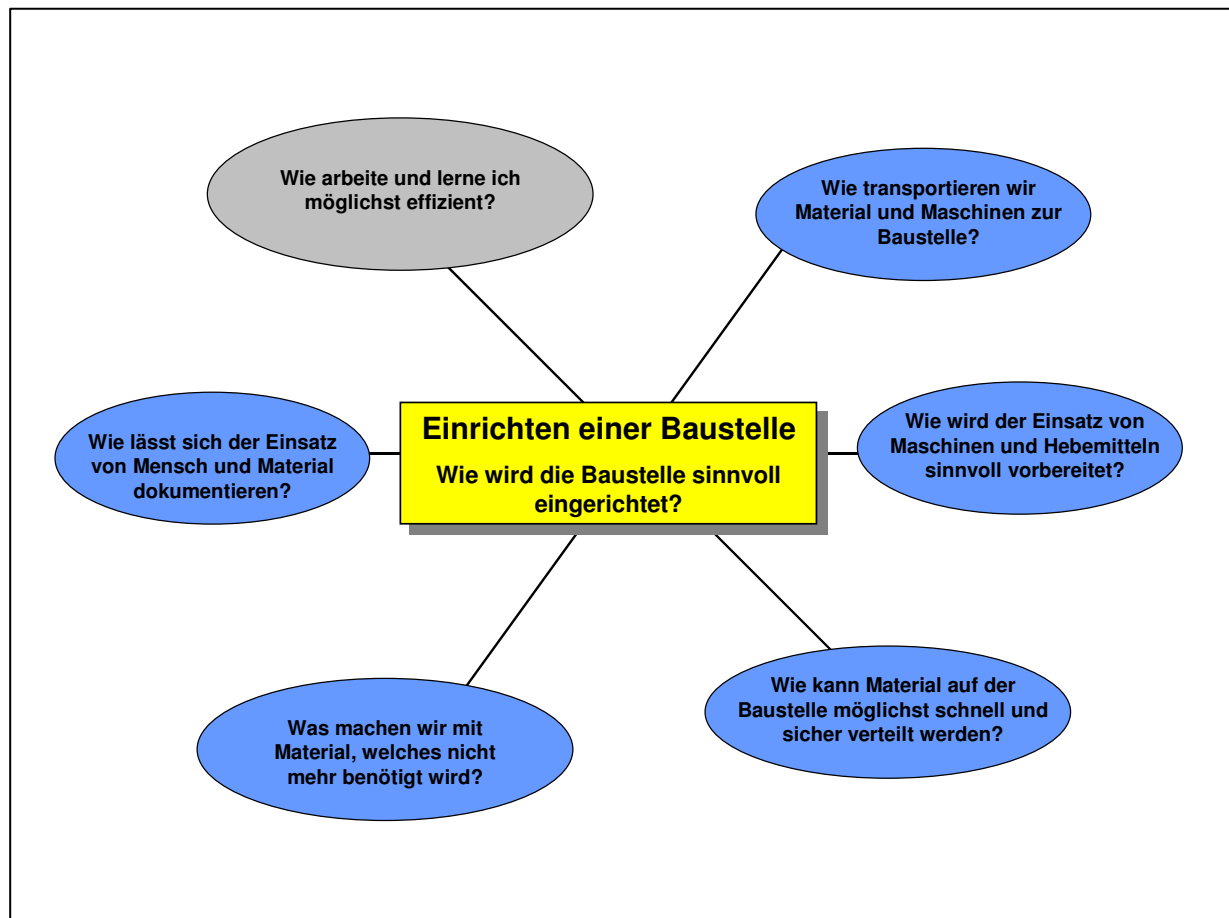 Wie arbeite und lerne ich
möglichst effizient?
Wie transportieren wir
Material und Maschinen zur
Baustelle?
Wie lässt sich der Einsatz
von Mensch und Material
dokumentieren?
Einrichten einer Baustelle
Wie wird die Baustelle sinnvoll
eingerichtet?
Wie wird der Einsatz von
Maschinen und Hebemitteln
sinnvoll vorbereitet?
Was machen wir mit
Material, welches nicht
mehr benötigt wird?
Wie kann Material auf der
Baustelle möglichst schnell und
sicher verteilt werden?